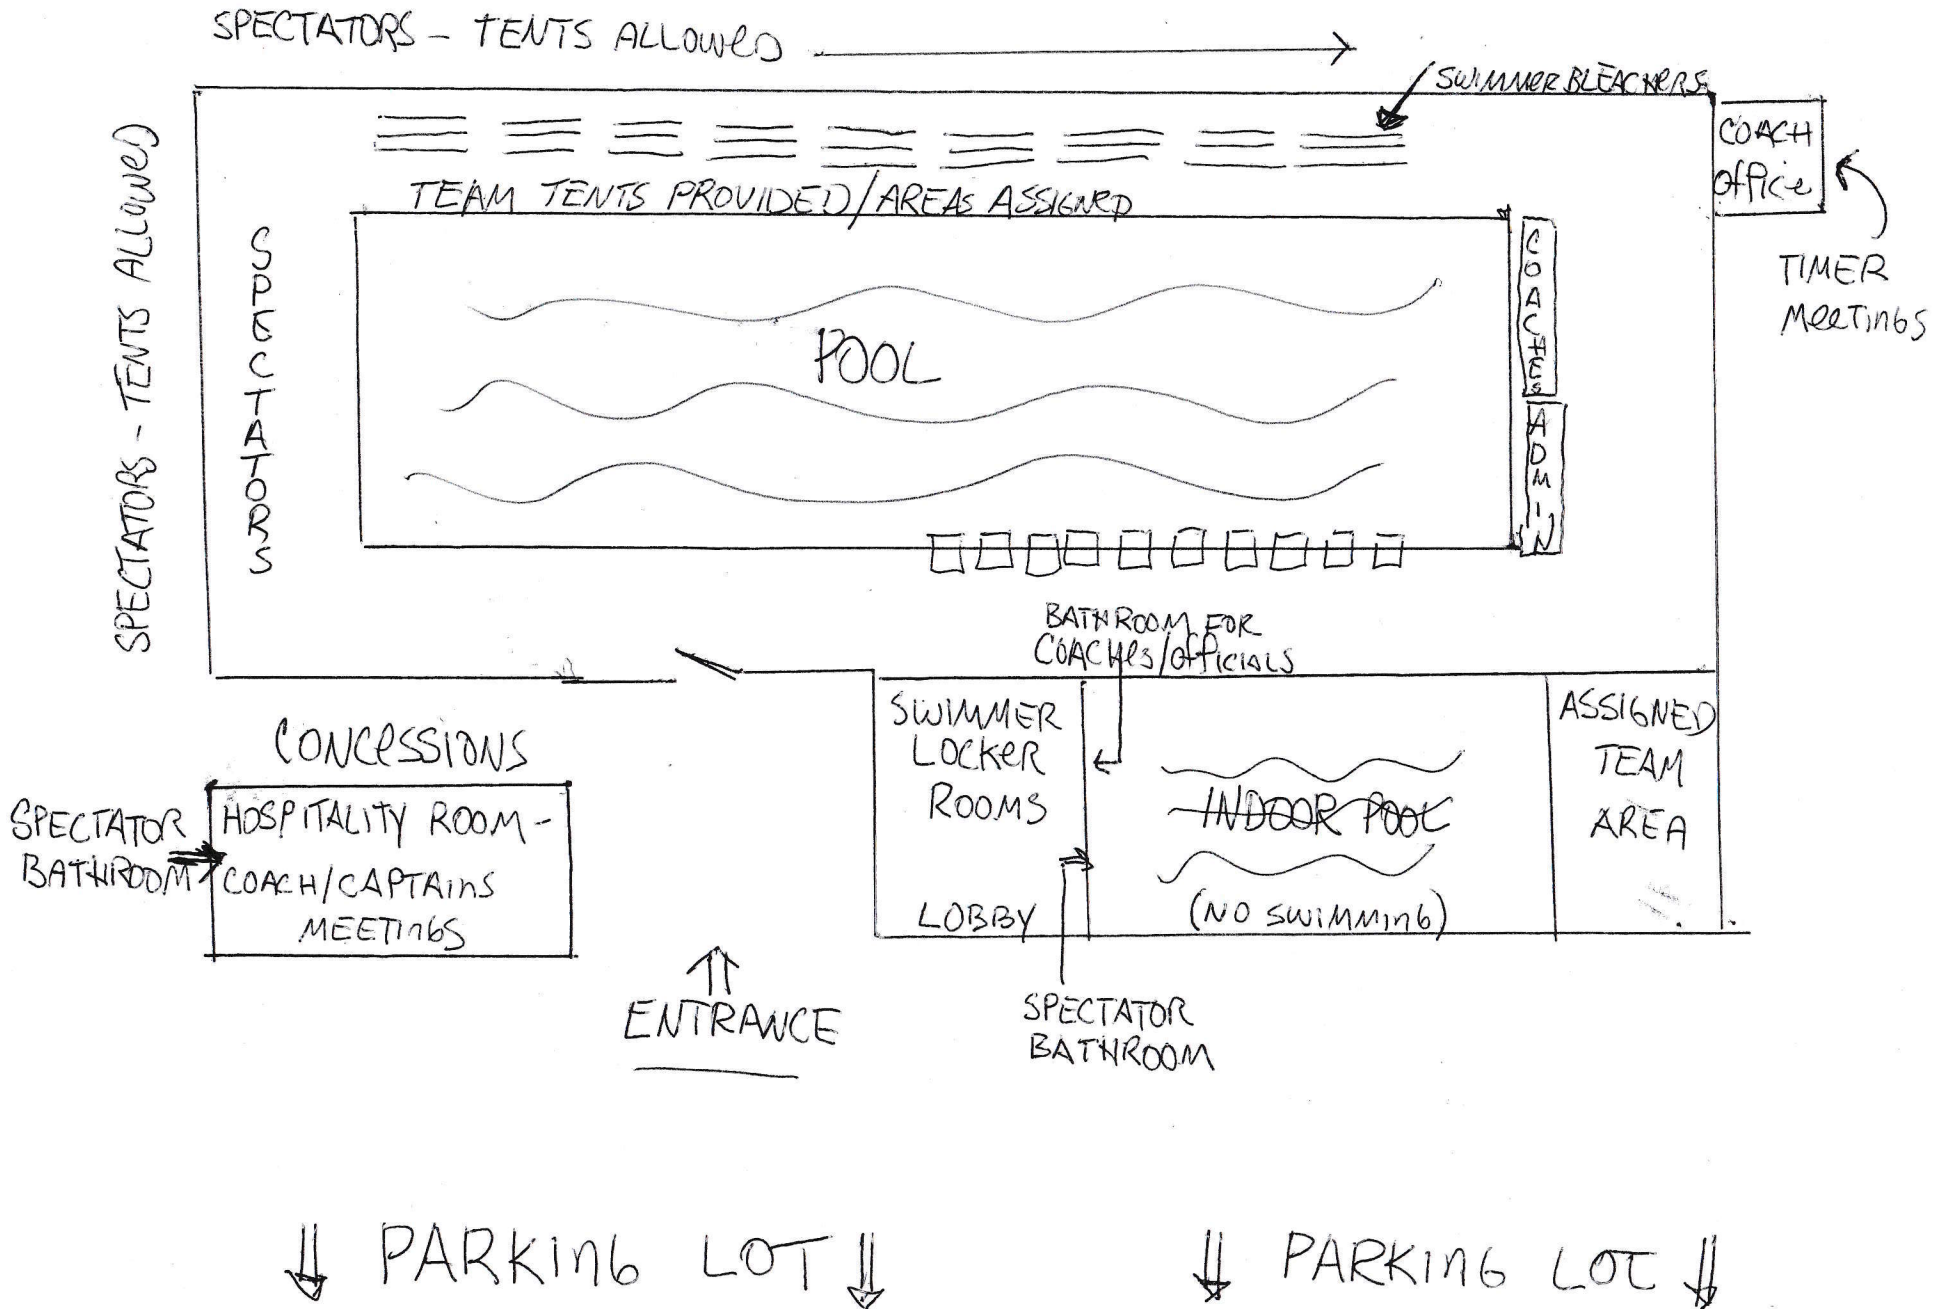 SPECTATORS - TENTS ALLOWED
SWIMMER BLEACHERS
COACH
office
TIMER
MEETINGS
TEAM TENTS PROVIDED/AREAS ASSIGNED
SPECTATORS - TENTS ALLOWED
SPECTATORS
POOL
COACHES
ADMIN
BATHROOM FOR
COACHES/OFFICIALS
CONCESSIONS
SPECTATOR
BATHROOM
HOSPITALITY ROOM-
COACH/CAPTAINS
MEETINGS
SWIMMER
LOCKER
ROOMS
LOBBY
INDOOR POOL
(NO SWIMMING)
ASSIGNED
TEAM
AREA
ENTRANCE
SPECTATOR
BATHROOM
PARKING LOT
PARKING LOT